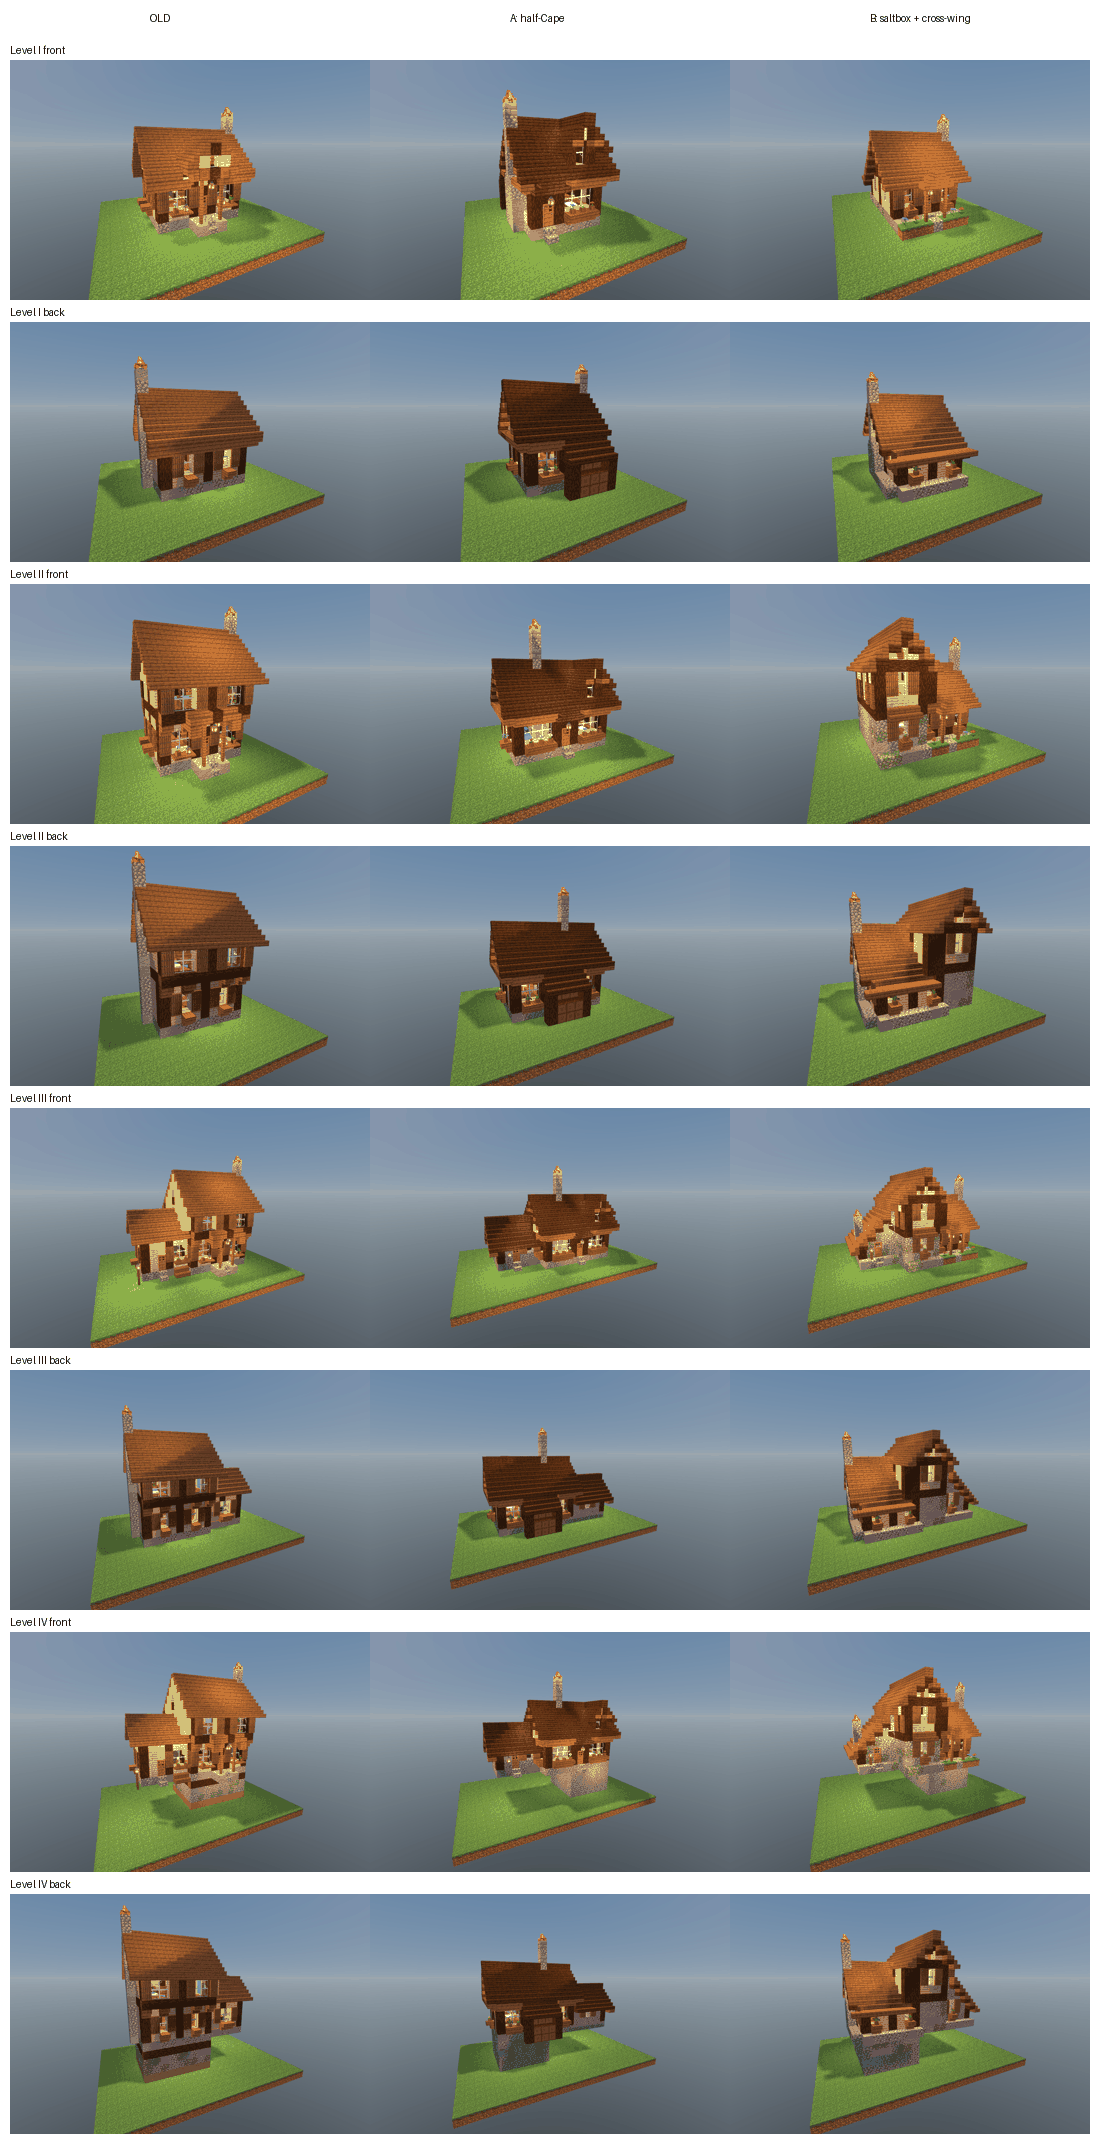 OLD A: half-Cape B: saltbox + cross-wing
Level I front
Level I back
Level II front
Level II back
Level III front
Level III back
Level IV front
Level IV back